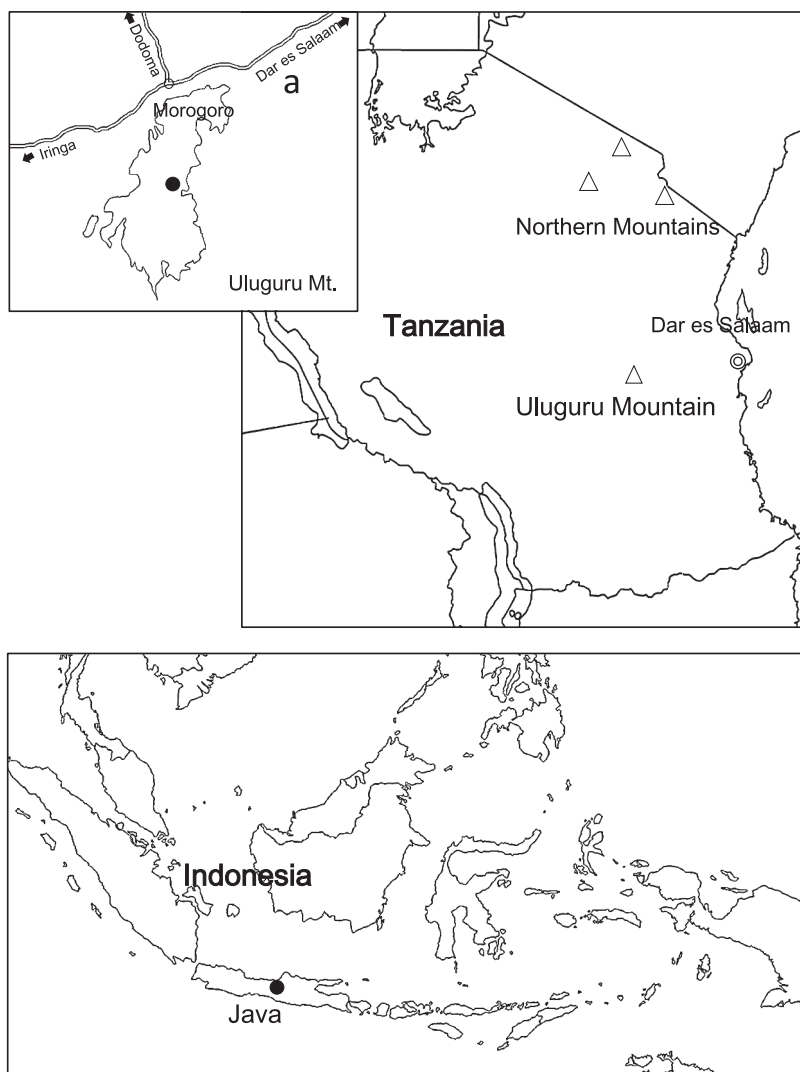 Dodoma
Dar es Salaam
a
Morogoro
Iringa
Uluguru Mt.
Northern Mountains
Tanzania
Dar es Salaam
Uluguru Mountain
Indonesia
Java